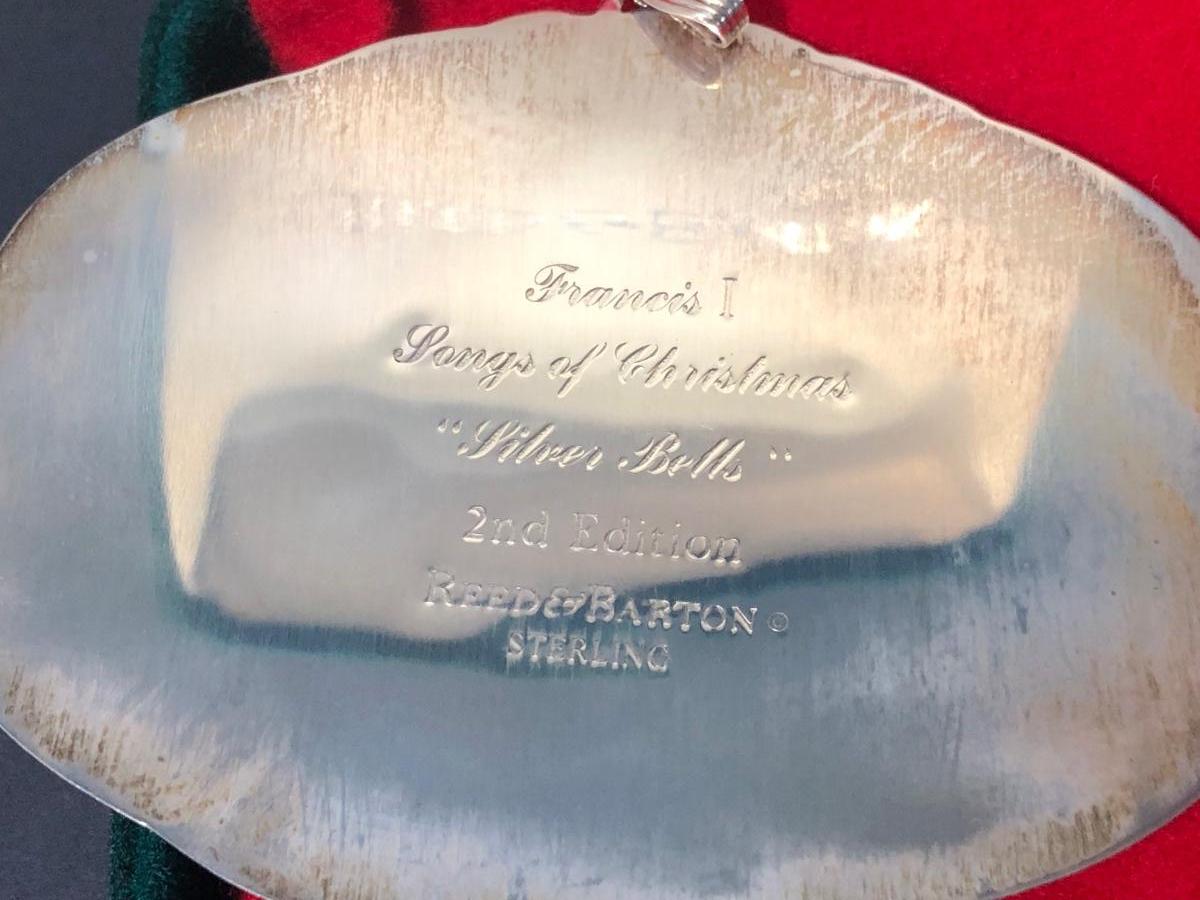 Francis I
Songs of Christmas
"Silver Bells"
2nd Edition
REED & BARTON ©
STERLING